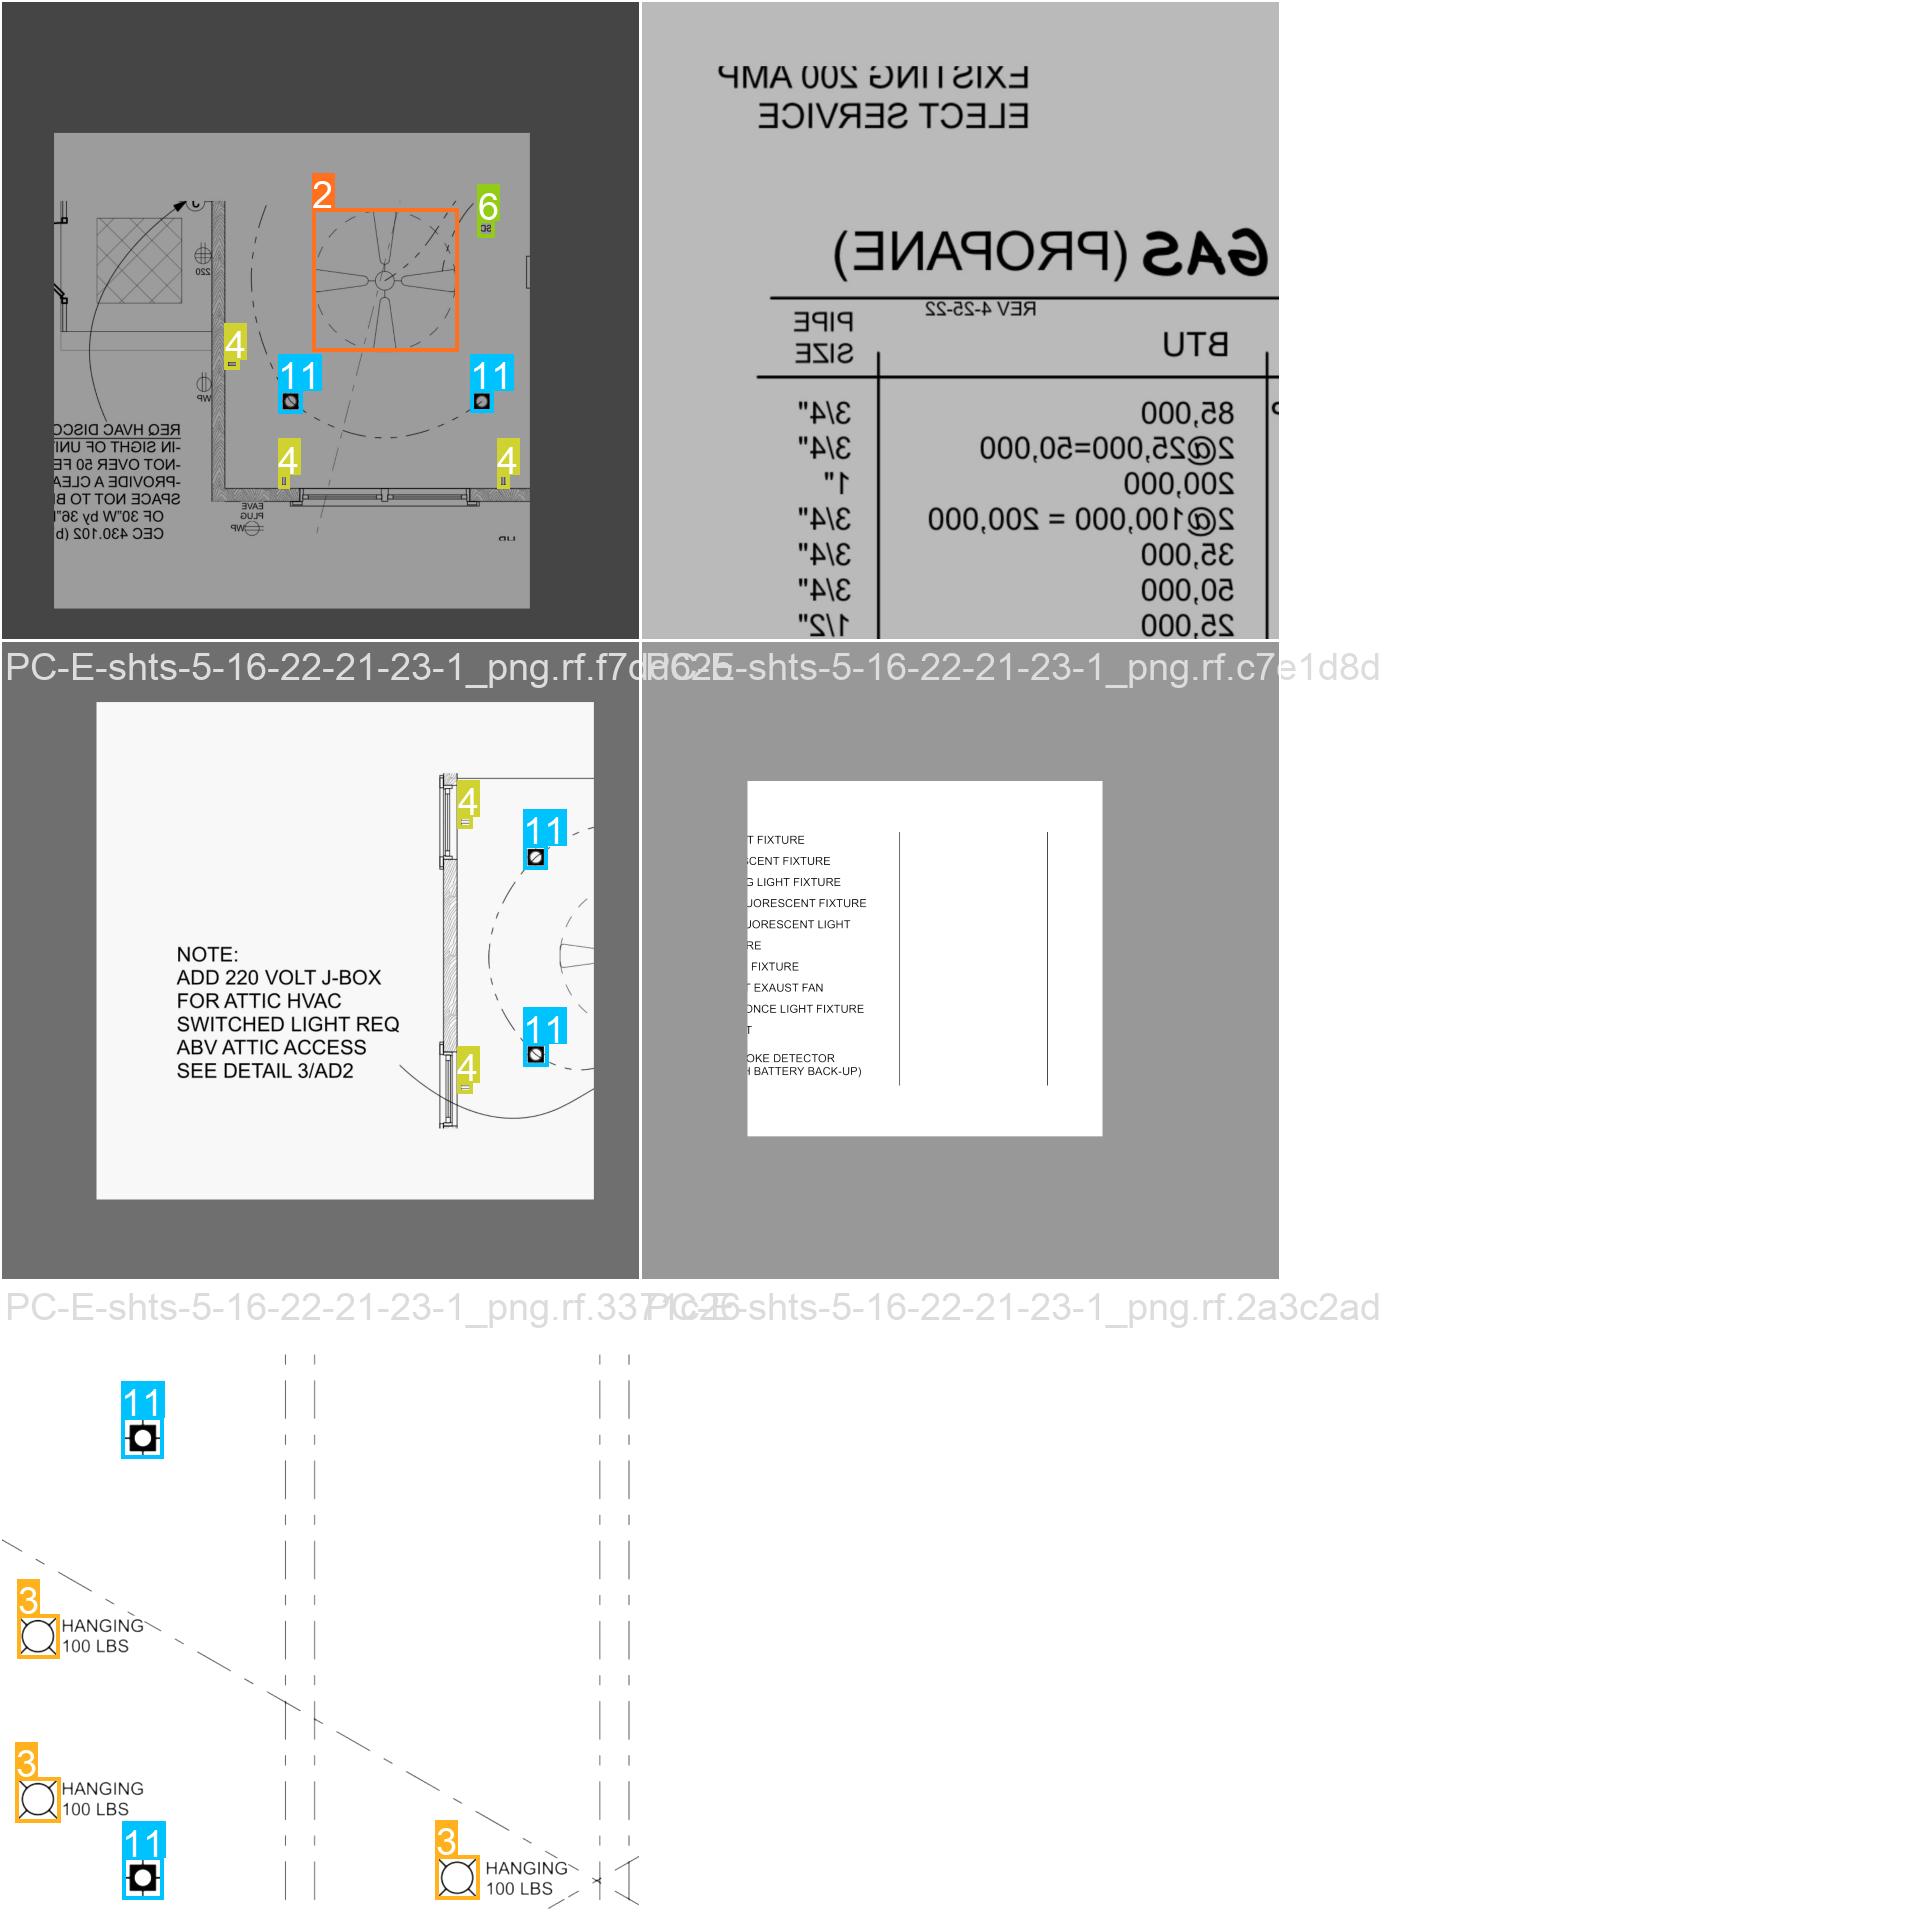 2
6
4
11
11
4
4
220
WP
REQ HVAC DISCO
-IN SIGHT OF UNIT
-NOT OVER 50 FE
-PROVIDE A CLEA
SPACE NOT TO B
OF 30"W by 36"
CEC 430.102 (b
EAVE
PLUG
WP
SC
EXISTING 200 AMP
ELECT SERVICE
GAS (PROPANE)
REV 4-25-22
PIPE
SIZE
BTU
85,000 3/4"
2@25,000=50,000 3/4"
200,000 1"
2@100,000 = 200,000 3/4"
35,000 3/4"
50,000 3/4"
25,000 1/2"
PC-E-shts-5-16-22-21-23-1_png.rf.f7dd626
PC-E-shts-5-16-22-21-23-1_png.rf.c7e1d8d
4
11
11
4
NOTE:
ADD 220 VOLT J-BOX
FOR ATTIC HVAC
SWITCHED LIGHT REQ
ABV ATTIC ACCESS
SEE DETAIL 3/AD2
T FIXTURE
CENT FIXTURE
G LIGHT FIXTURE
UORESCENT FIXTURE
UORESCENT LIGHT
RE
FIXTURE
T EXAUST FAN
ONCE LIGHT FIXTURE
T
OKE DETECTOR
H BATTERY BACK-UP)
PC-E-shts-5-16-22-21-23-1_png.rf.3371c26
PC-E-shts-5-16-22-21-23-1_png.rf.2a3c2ad
11
3
HANGING
100 LBS
3
HANGING
100 LBS
11
3
HANGING
100 LBS